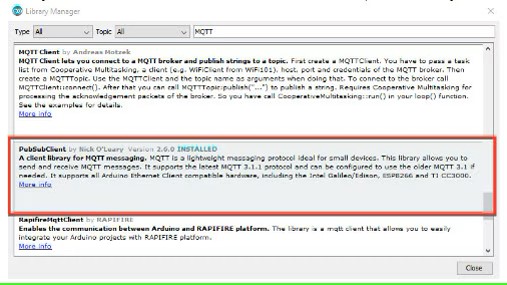 Library Manager
Type All Topic All MQTT
MQTT Client by Andreas Motzek
MQTT Client lets you connect to a MQTT broker and publish strings to a topic. First create a MQTTClient. You have to pass a task
list from Cooperative Multitasking, a client (e.g. WiFiClient from WiFi101), host, port and credentials of the MQTT broker. Then
create a MQTTTopic. Use the MQTTClient and the topic name as arguments when doing that. To connect to the broker call
MQTTClient::connect(). After that you can call MQTTTopic::publish("...") to publish a string. Requires Cooperative Multitasking for
processing the acknowledgement packets of the broker. So you have call CooperativeMultitasking::run() in your loop() function.
See the examples for details.
More info
PubSubClient by Nick O'Leary Version 2.6.0 INSTALLED
A client library for MQTT messaging. MQTT is a lightweight messaging protocol ideal for small devices. This library allows you to
send and receive MQTT messages. It supports the latest MQTT 3.1.1 protocol and can be configured to use the older MQTT 3.1 if
needed. It supports all Arduino Ethernet Client compatible hardware, including the Intel Galileo/Edison, ESP8266 and TI CC3000.
More info
RapifireMqttClient by RAPIFIRE
Enables the communication between Arduino and RAPIFIRE platform. The library is a mqtt client that allows you to easily
integrate your Arduino projects with RAPIFIRE platform.
More info
Close